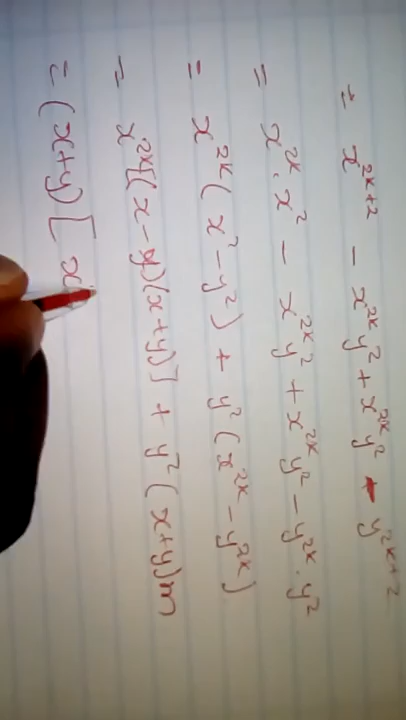 = x^{2k+2} - x^{2k}y^2 + x^{2k}y^2 - y^{2k+2}
= x^{2k}.x^2 - x^{2k}y^2 + x^{2k}y^2 - y^{2k}.y^2
= x^{2k}(x^2-y^2) + y^2(x^{2k}-y^{2k})
= x^{2k}[(x-y)(x+y)] + y^2(x+y)m
= (x+y)[x